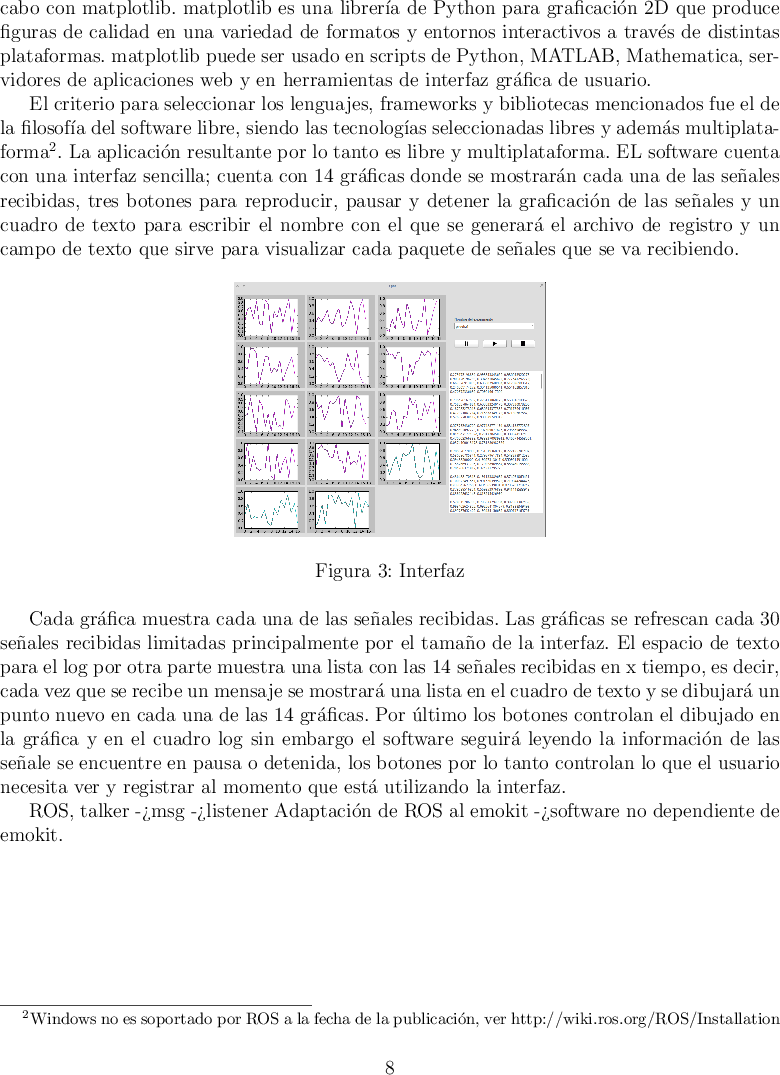 cabo con matplotlib. matplotlib es una librería de Python para graficación 2D que produce
figuras de calidad en una variedad de formatos y entornos interactivos a través de distintas
plataformas. matplotlib puede ser usado en scripts de Python, MATLAB, Mathematica, ser-
vidores de aplicaciones web y en herramientas de interfaz gráfica de usuario.
El criterio para seleccionar los lenguajes, frameworks y bibliotecas mencionados fue el de
la filosofía del software libre, siendo las tecnologías seleccionadas libres y además multiplata-
forma². La aplicación resultante por lo tanto es libre y multiplataforma. EL software cuenta
con una interfaz sencilla; cuenta con 14 gráficas donde se mostrarán cada una de las señales
recibidas, tres botones para reproducir, pausar y detener la graficación de las señales y un
cuadro de texto para escribir el nombre con el que se generará el archivo de registro y un
campo de texto que sirve para visualizar cada paquete de señales que se va recibiendo.
Figura 3: Interfaz
Cada gráfica muestra cada una de las señales recibidas. Las gráficas se refrescan cada 30
señales recibidas limitadas principalmente por el tamaño de la interfaz. El espacio de texto
para el log por otra parte muestra una lista con las 14 señales recibidas en x tiempo, es decir,
cada vez que se recibe un mensaje se mostrará una lista en el cuadro de texto y se dibujará un
punto nuevo en cada una de las 14 gráficas. Por último los botones controlan el dibujado en
la gráfica y en el cuadro log sin embargo el software seguirá leyendo la información de las
señale se encuentre en pausa o detenida, los botones por lo tanto controlan lo que el usuario
necesita ver y registrar al momento que está utilizando la interfaz.
ROS, talker -¿msg -¿listener Adaptación de ROS al emokit -¿software no dependiente de
emokit.
²Windows no es soportado por ROS a la fecha de la publicación, ver http://wiki.ros.org/ROS/Installation
8